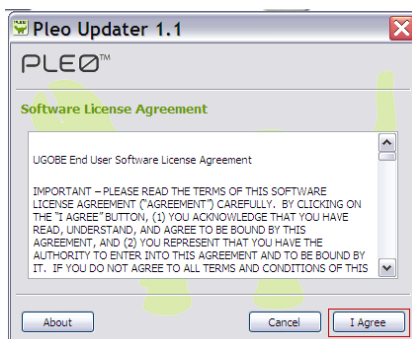 Pleo Updater 1.1
PLEO™
Software License Agreement
UGOBE End User Software License Agreement
IMPORTANT – PLEASE READ THE TERMS OF THIS SOFTWARE
LICENSE AGREEMENT ("AGREEMENT") CAREFULLY.  BY CLICKING ON
THE "I AGREE" BUTTON, (1) YOU ACKNOWLEDGE THAT YOU HAVE
READ, UNDERSTAND, AND AGREE TO BE BOUND BY THIS
AGREEMENT, AND (2) YOU REPRESENT THAT YOU HAVE THE
AUTHORITY TO ENTER INTO THIS AGREEMENT AND TO BE BOUND BY
IT.  IF YOU DO NOT AGREE TO ALL TERMS AND CONDITIONS OF THIS
About Cancel I Agree